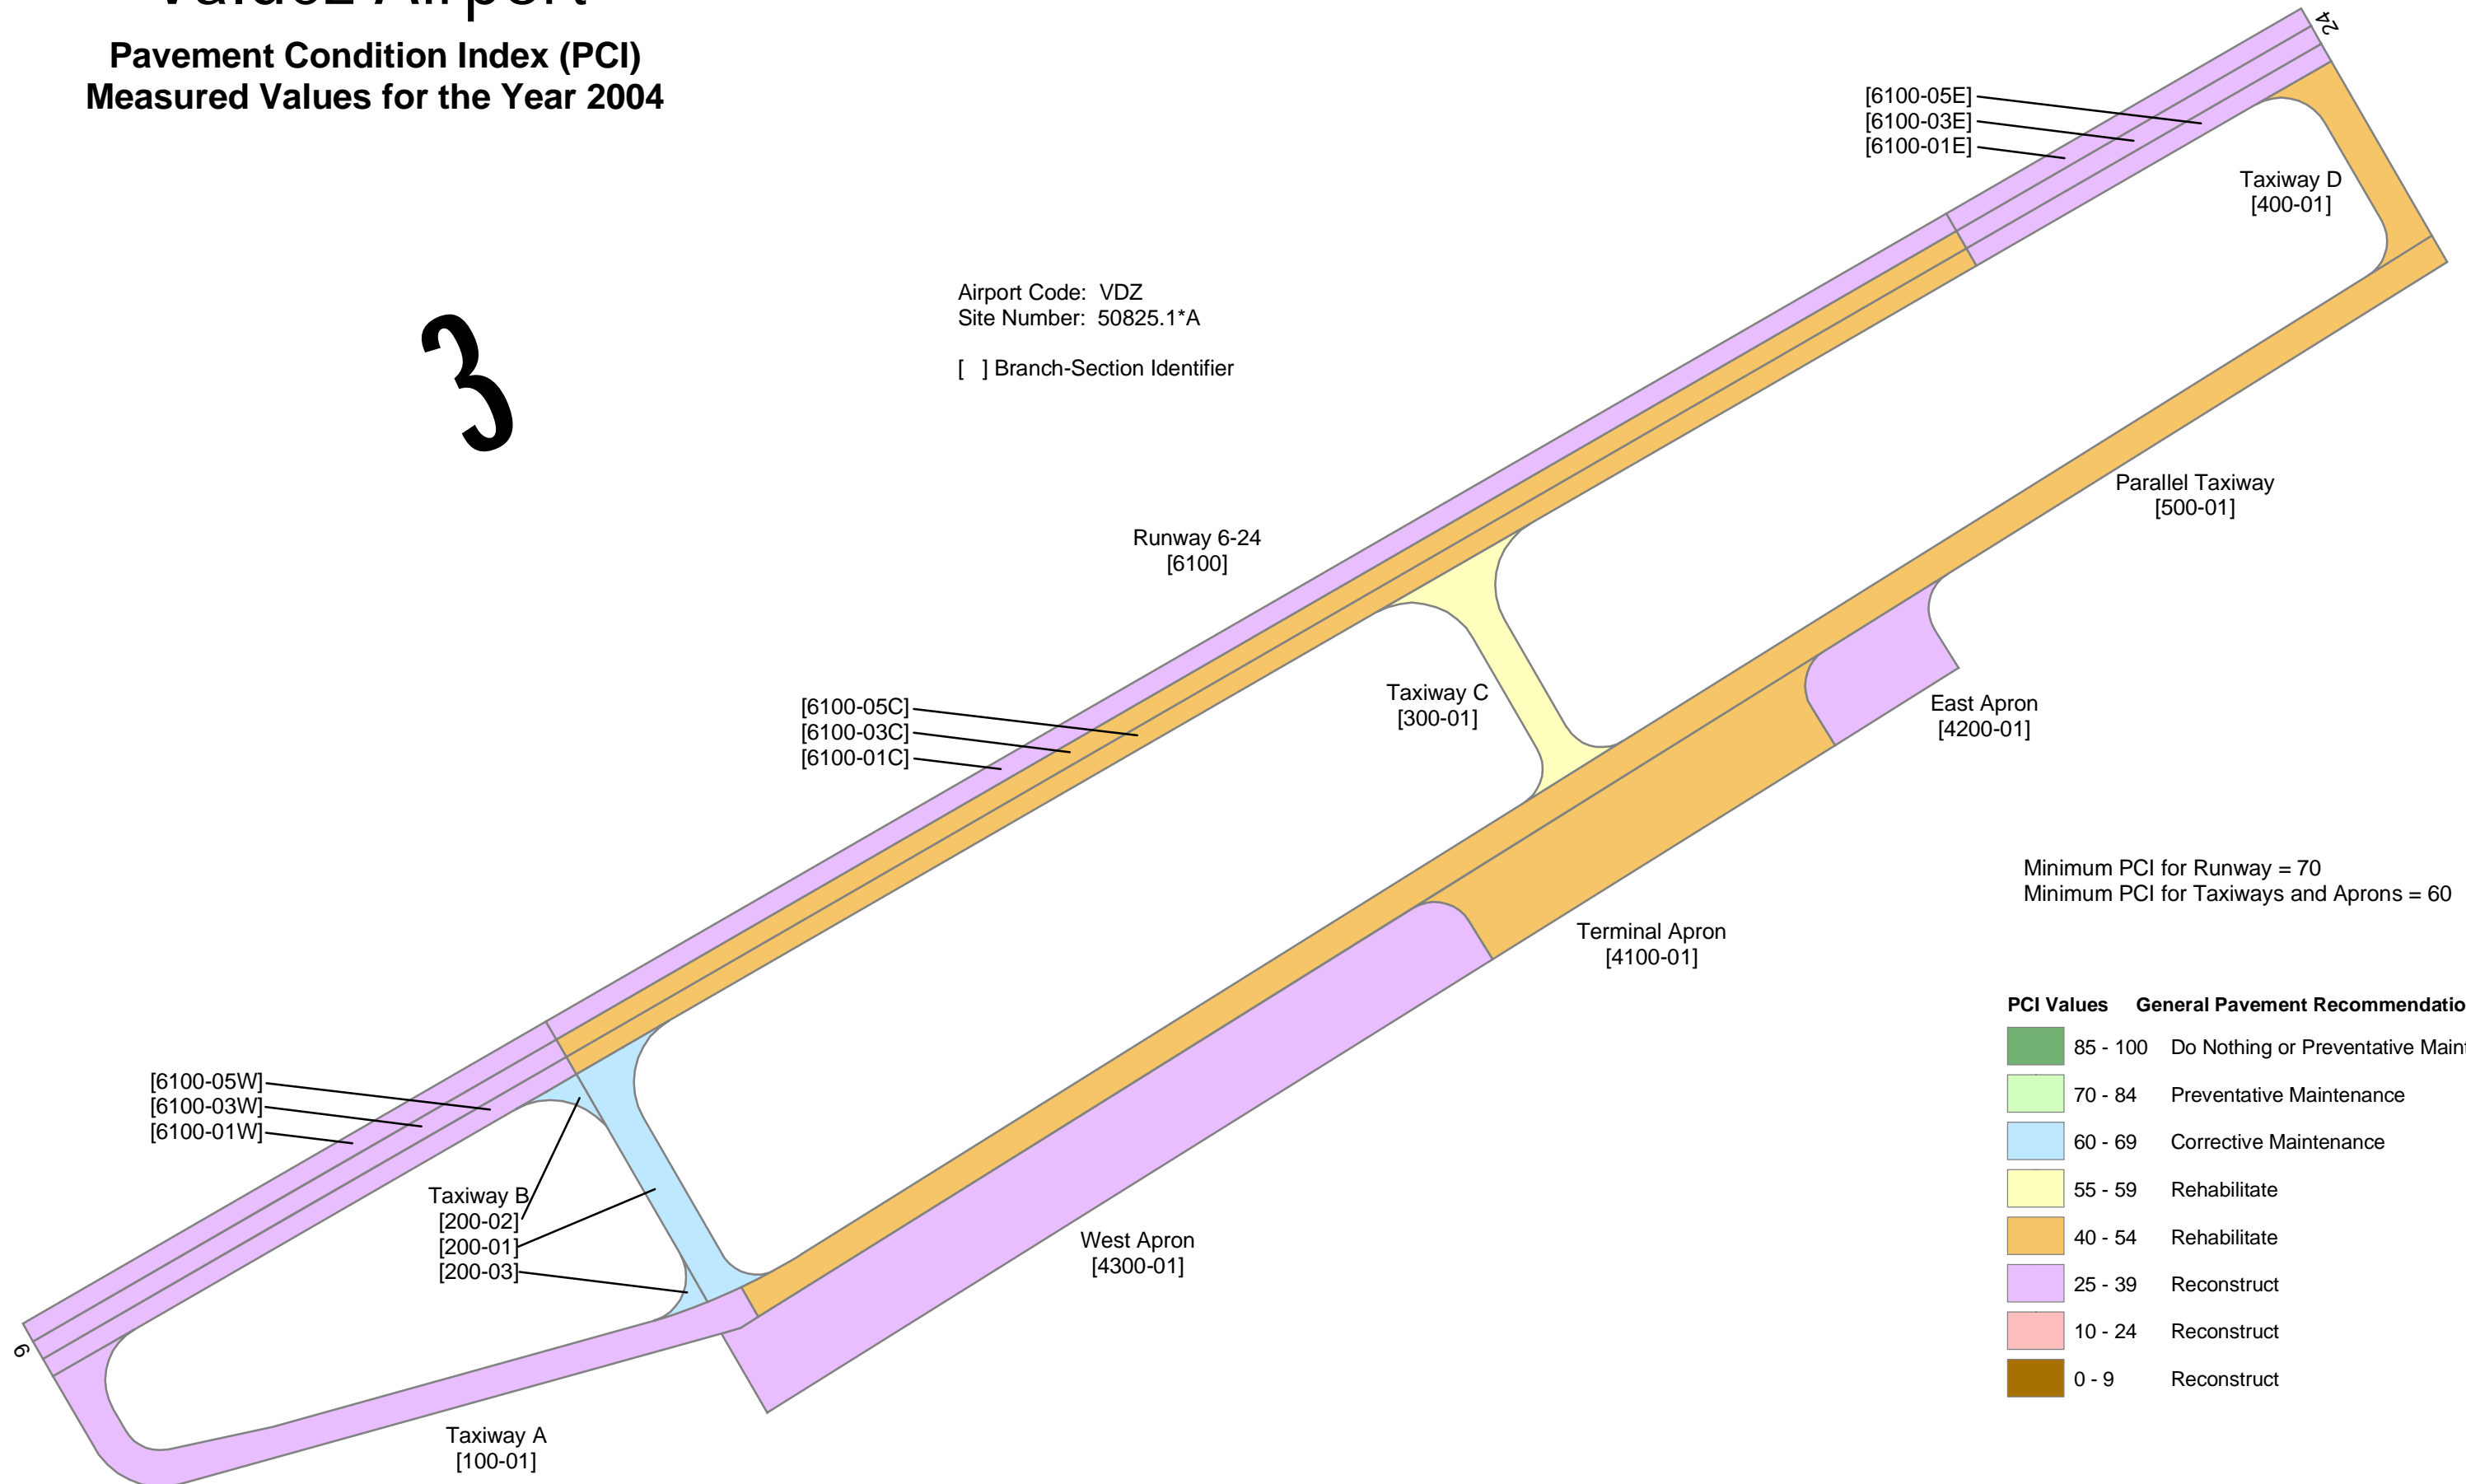 Valdez Airport
Pavement Condition Index (PCI)
Measured Values for the Year 2004
3
24
[6100-05E]
[6100-03E]
[6100-01E]
Taxiway D
[400-01]
Airport Code: VDZ
Site Number: 50825.1*A
[ ] Branch-Section Identifier
Parallel Taxiway
[500-01]
Runway 6-24
[6100]
Taxiway C
[300-01]
East Apron
[4200-01]
[6100-05C]
[6100-03C]
[6100-01C]
Minimum PCI for Runway = 70
Minimum PCI for Taxiways and Aprons = 60
Terminal Apron
[4100-01]
[6100-05W]
[6100-03W]
[6100-01W]
Taxiway B
[200-02]
[200-01]
[200-03]
West Apron
[4300-01]
6
Taxiway A
[100-01]
PCI Values General Pavement Recommendatio
85 - 100 Do Nothing or Preventative Maint
70 - 84 Preventative Maintenance
60 - 69 Corrective Maintenance
55 - 59 Rehabilitate
40 - 54 Rehabilitate
25 - 39 Reconstruct
10 - 24 Reconstruct
0 - 9 Reconstruct